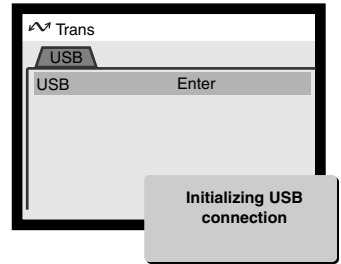 Trans
USB
USB Enter
Initializing USB
connection